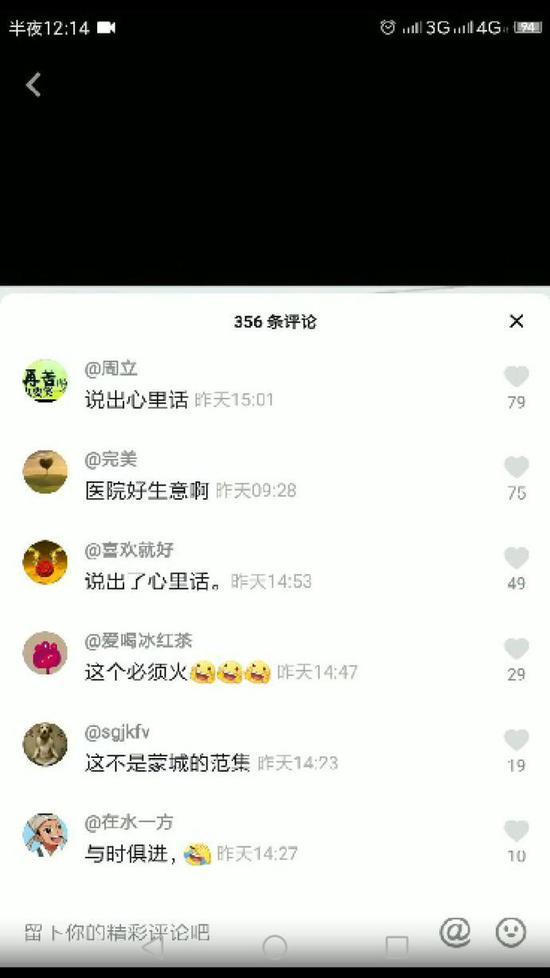 半夜12:14 3G 4G 94
356 条评论
@周立
说出心里话 昨天15:01
79
@完美
医院好生意啊 昨天09:28
75
@喜欢就好
说出了心里话。 昨天14:53
49
@爱喝冰红茶
这个必须火🤪🤪🤪 昨天14:47
29
@sgjkfv
这不是蒙城的范集 昨天14:23
19
@在水一方
与时俱进，🤣 昨天14:27
10
留下你的精彩评论吧 @